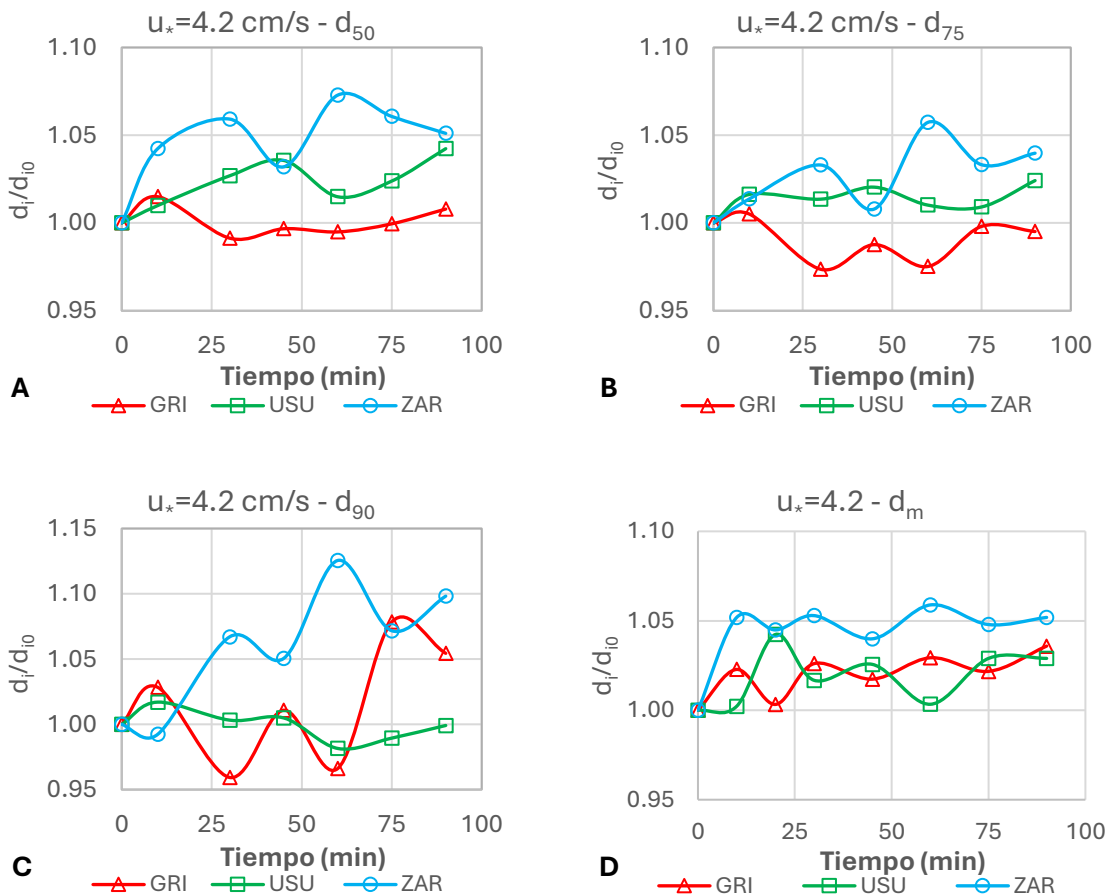 u*=4.2 cm/s - d50
1.10
1.05
1.00
0.95
di/di0
0 25 50 75 100
Tiempo (min)
A
GRI USU ZAR
u*=4.2 cm/s - d75
1.10
1.05
1.00
0.95
di/di0
0 25 50 75 100
Tiempo (min)
B
GRI USU ZAR
u*=4.2 cm/s - d90
1.15
1.10
1.05
1.00
0.95
di/di0
0 25 50 75 100
Tiempo (min)
C
GRI USU ZAR
u*=4.2 - dm
1.10
1.05
1.00
0.95
di/di0
0 25 50 75 100
Tiempo (min)
D
GRI USU ZAR